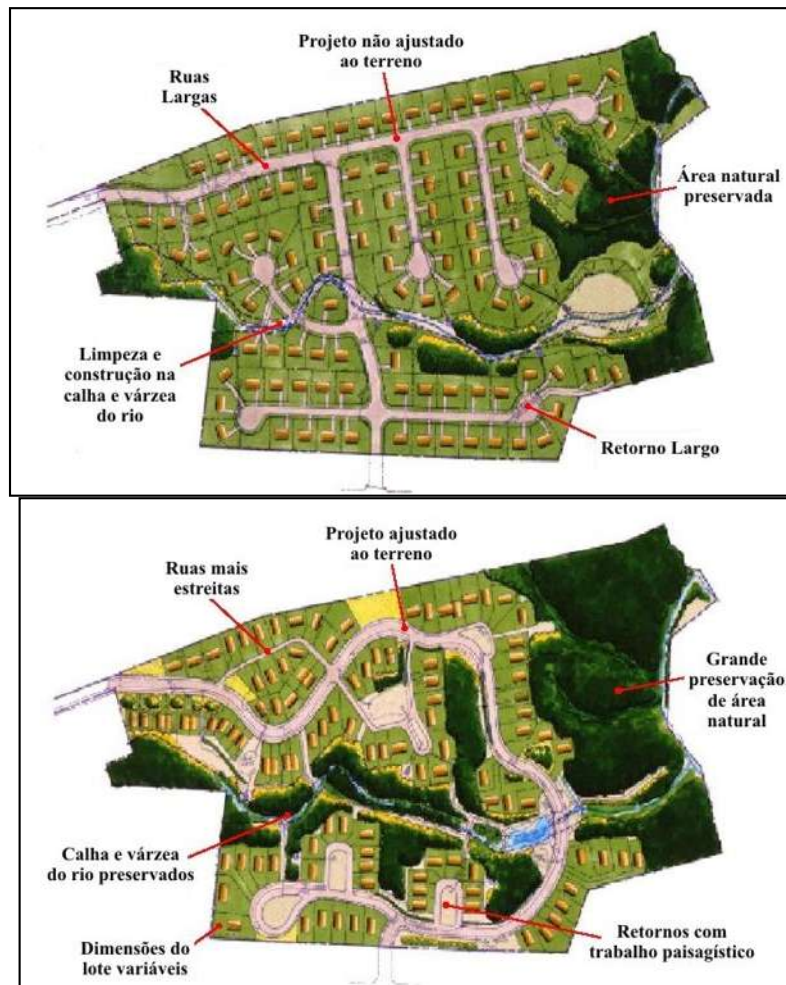 Projeto não ajustado
ao terreno
Ruas
Largas
Área natural
preservada
Limpeza e
construção na
calha e várzea
do rio
Retorno Largo
Projeto ajustado
ao terreno
Ruas mais
estreitas
Grande
preservação
de área
natural
Calha e várzea
do rio preservados
Dimensões do
lote variáveis
Retornos com
trabalho paisagístico